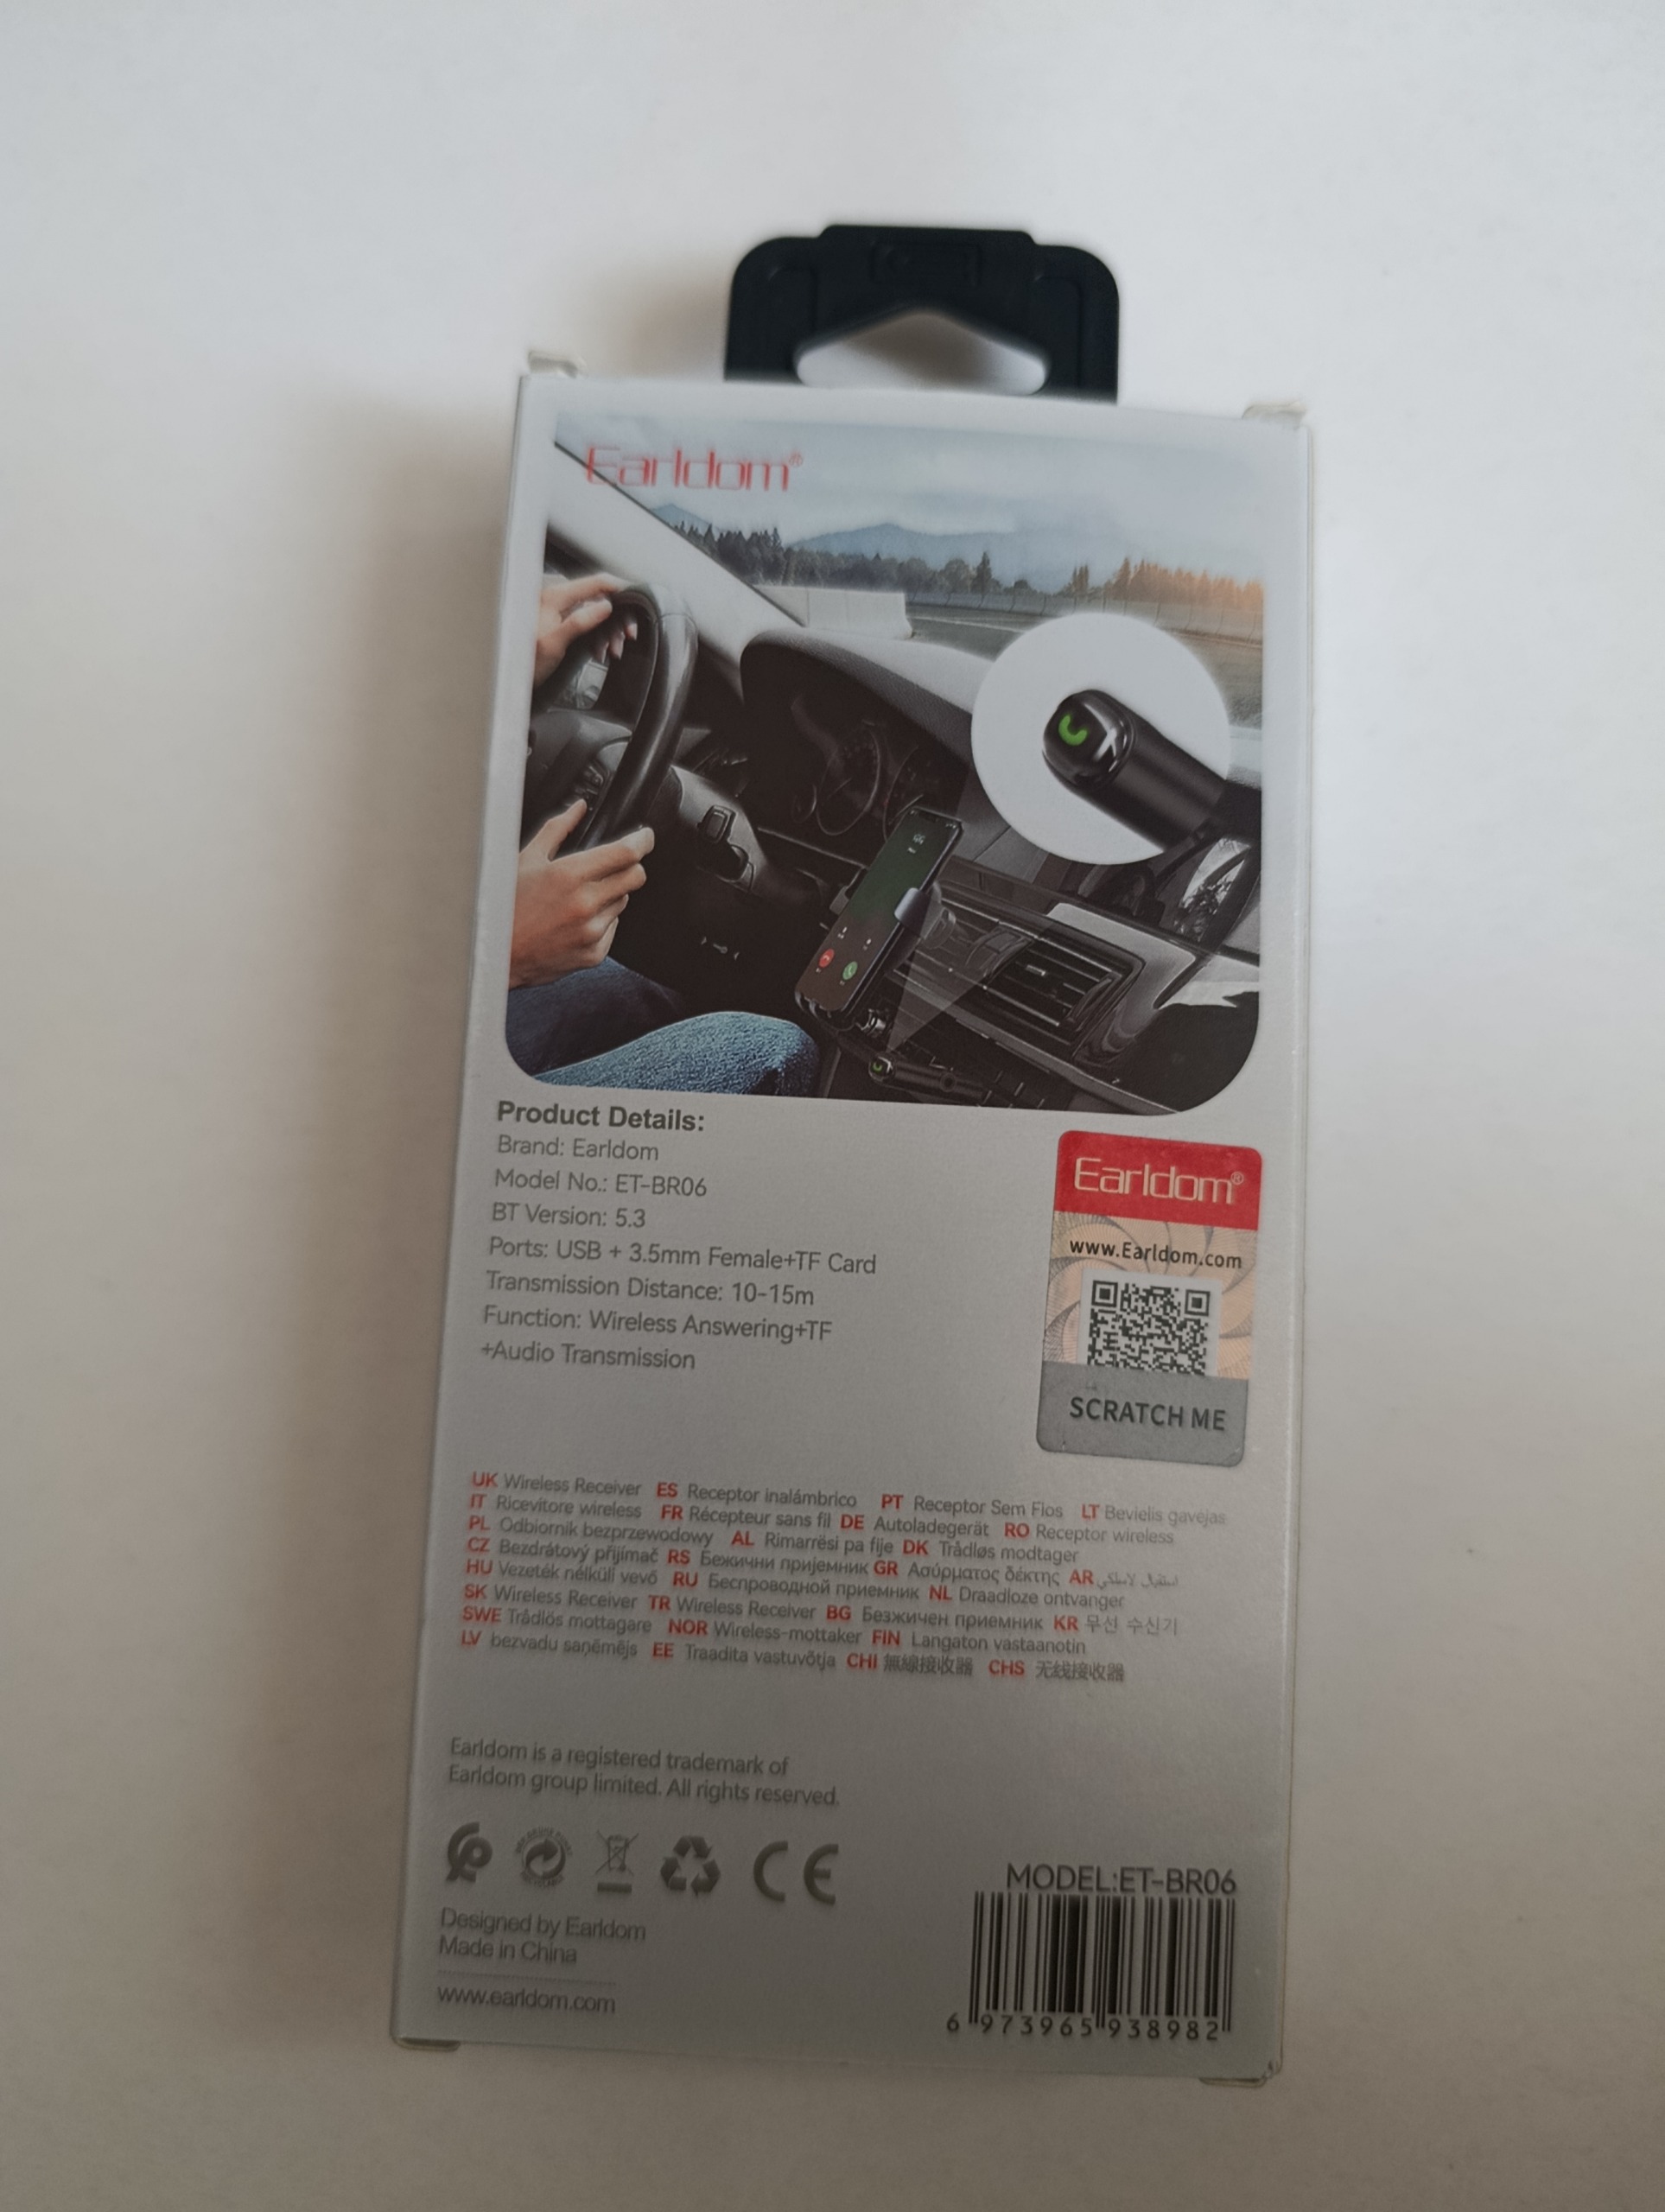 Earldom®
Product Details:
Brand: Earldom
Model No.: ET-BR06
BT Version: 5.3
Ports: USB + 3.5mm Female+TF Card
Transmission Distance: 10-15m
Function: Wireless Answering+TF
+Audio Transmission
Earldom®
www.Earldom.com
SCRATCH ME
UK Wireless Receiver ES Receptor inalámbrico PT Receptor Sem Fios LT Bevielis gavejas
IT Ricevitore wireless FR Récepteur sans fil DE Autoladegerät RO Receptor wireless
PL Odbiornik bezprzewodowy AL Rimarrësi pa fije DK Trådløs modtager
CZ Bezdrátový přijímač RS Бежични пријемник GR Ασύρματος δέκτης AR
HU Vezeték nélküli vevő RU Беспроводной приемник NL Draadloze ontvanger
SK Wireless Receiver TR Wireless Receiver BG Безжичен приемник KR 무선 수신기
SWE Trådlös mottagare NOR Wireless-mottaker FIN Langaton vastaanotin
LV bezvadu saņēmējs EE Traadita vastuvõtja CHI 無線接收器 CHS 无线接收器
Earldom is a registered trademark of
Earldom group limited. All rights reserved.
CE
Designed by Earldom
Made in China
www.earldom.com
MODEL:ET-BR06
6 973965 938982